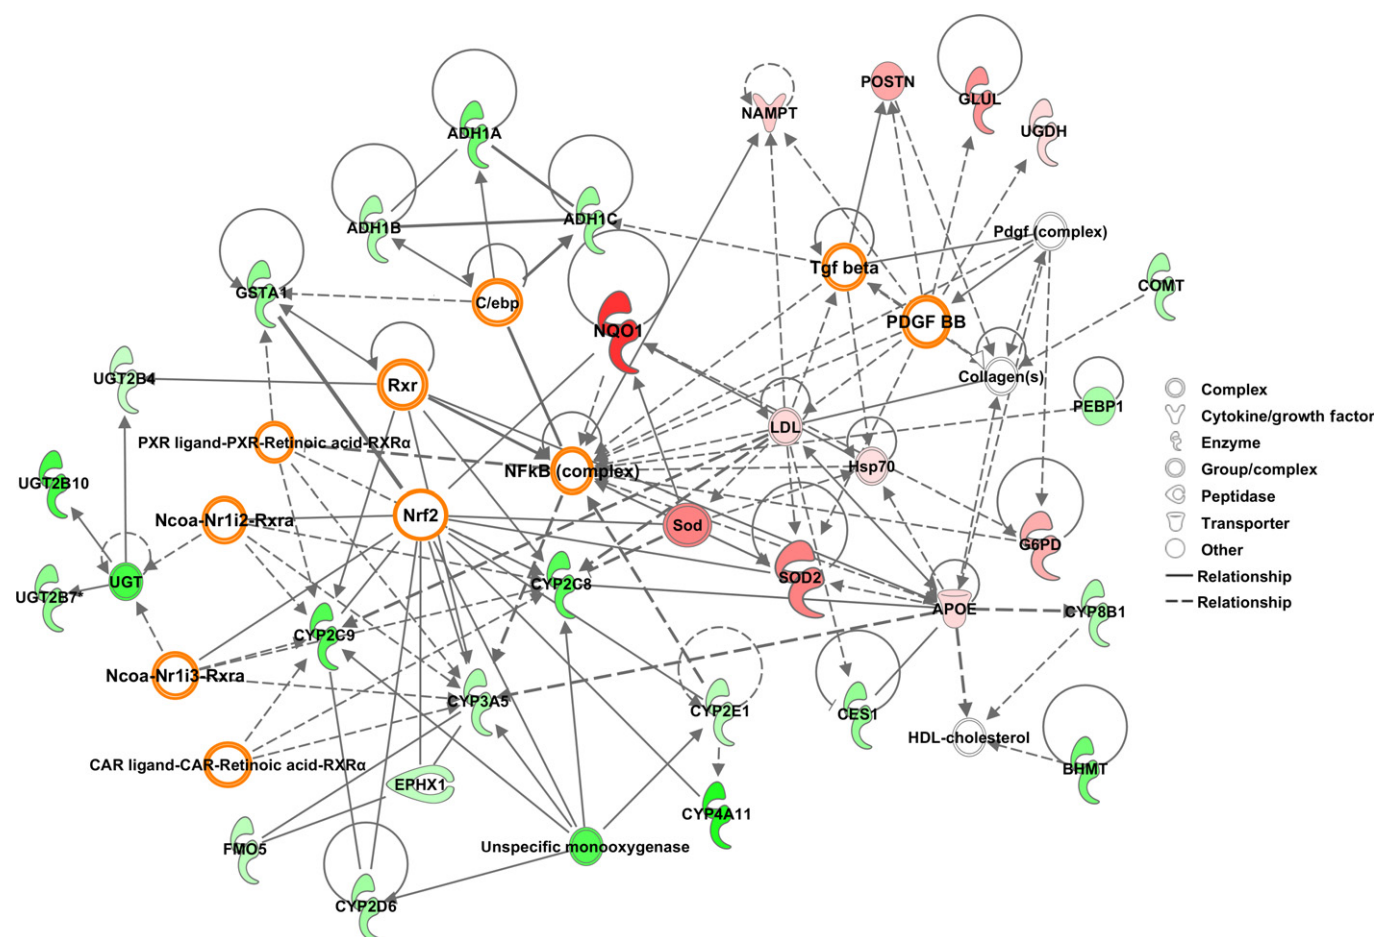 POSTN
GLUL
NAMPT
UGDH
ADH1A
ADH1B
ADH1C
Pdgf (complex)
Tgf beta
COMT
GSTA1
C/ebp
NQO1
PDGF BB
UGT2B4
Rxr
Collagen(s)
PEBP1
Complex
Cytokine/growth factor
Enzyme
Group/complex
Peptidase
Transporter
Other
Relationship
Relationship
PXR ligand-PXR-Retinoic acid-RXRα
LDL
NFkB (complex)
Hsp70
UGT2B10
Ncoa-Nr1i2-Rxra
Nrf2
Sod
G6PD
UGT
UGT2B7*
CYP2C8
SOD2
APOE
CYP8B1
CYP2C9
Ncoa-Nr1i3-Rxra
CYP3A5
CYP2E1
CES1
HDL-cholesterol
CAR ligand-CAR-Retinoic acid-RXRα
EPHX1
BHMT
CYP4A11
FMO5
Unspecific monooxygenase
CYP2D6